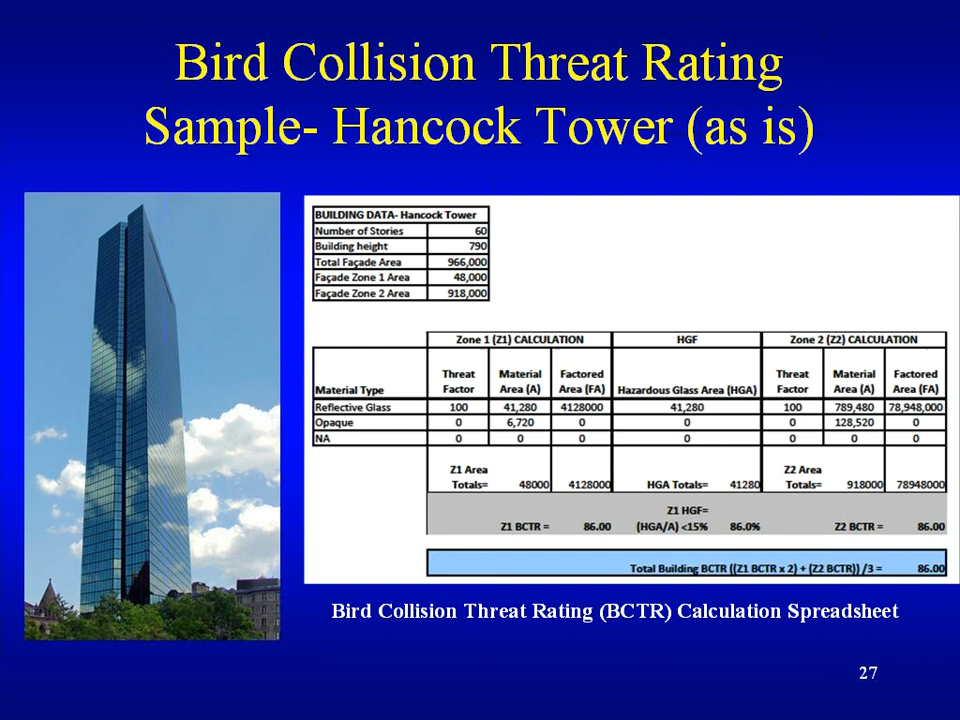 Bird Collision Threat Rating
Sample- Hancock Tower (as is)
BUILDING DATA- Hancock Tower
Number of Stories 60
Building height 790
Total Façade Area 966,000
Façade Zone 1 Area 48,000
Façade Zone 2 Area 918,000
Zone 1 (Z1) CALCULATION HGF Zone 2 (Z2) CALCULATION
Threat Material Factored Threat Material Factored
Material Type Factor Area (A) Area (FA) Hazardous Glass Area (HGA) Factor Area (A) Area (FA)
Reflective Glass 100 41,280 4128000 41,280 100 789,480 78,948,000
Opaque 0 6,720 0 0 0 128,520 0
NA 0 0 0 0 0 0 0
Z1 Area Z2 Area
Totals= 48000 4128000 HGA Totals= 41280 Totals= 918000 78948000
Z1 HGF=
Z1 BCTR = 86.00 (HGA/A) <15% 86.0% Z2 BCTR = 86.00
Total Building BCTR ((Z1 BCTR x 2) + (Z2 BCTR)) /3 = 86.00
Bird Collision Threat Rating (BCTR) Calculation Spreadsheet
27